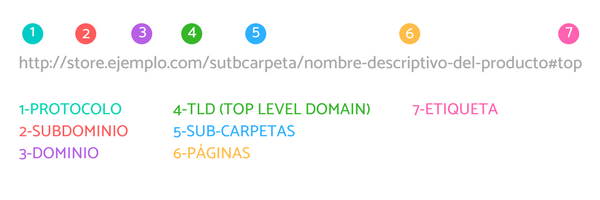 1 2 3 4 5 6 7
http://store.ejemplo.com/sutbcarpeta/nombre-descriptivo-del-producto#top
1-PROTOCOLO 4-TLD (TOP LEVEL DOMAIN) 7-ETIQUETA
2-SUBDOMINIO 5-SUB-CARPETAS
3-DOMINIO 6-PÁGINAS